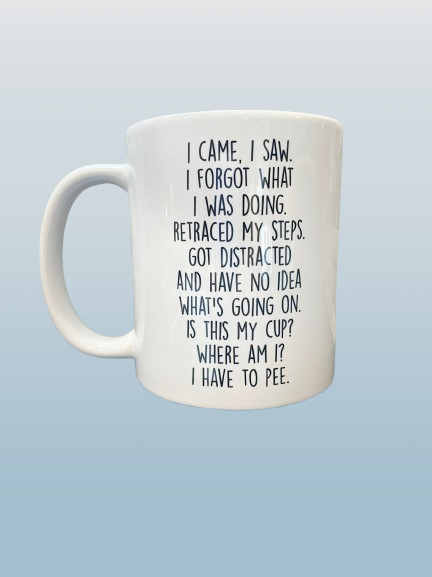 I CAME, I SAW.
I FORGOT WHAT
I WAS DOING.
RETRACED MY STEPS.
GOT DISTRACTED
AND HAVE NO IDEA
WHAT'S GOING ON.
IS THIS MY CUP?
WHERE AM I?
I HAVE TO PEE.